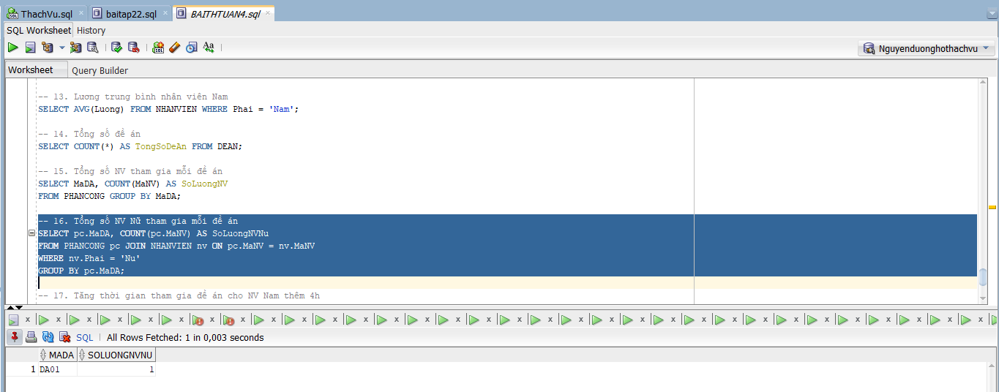 ThachVu.sql × baitap22.sql × BAITHTUAN4.sql ×
SQL Worksheet History
Nguyenduonghothachvu
Worksheet Query Builder
-- 13. Lương trung bình nhân viên Nam
SELECT AVG(Luong) FROM NHANVIEN WHERE Phai = 'Nam';
-- 14. Tổng số đề án
SELECT COUNT(*) AS TongSoDeAn FROM DEAN;
-- 15. Tổng số NV tham gia mỗi đề án
SELECT MaDA, COUNT(MaNV) AS SoLuongNV
FROM PHANCONG GROUP BY MaDA;
-- 16. Tổng số NV Nữ tham gia mỗi đề án
SELECT pc.MaDA, COUNT(pc.MaNV) AS SoLuongNVNu
FROM PHANCONG pc JOIN NHANVIEN nv ON pc.MaNV = nv.MaNV
WHERE nv.Phai = 'Nu'
GROUP BY pc.MaDA;
-- 17. Tăng thời gian tham gia đề án cho NV Nam thêm 4h
SQL | All Rows Fetched: 1 in 0,003 seconds
MADA SOLUONGNVNU
1 DA01 1